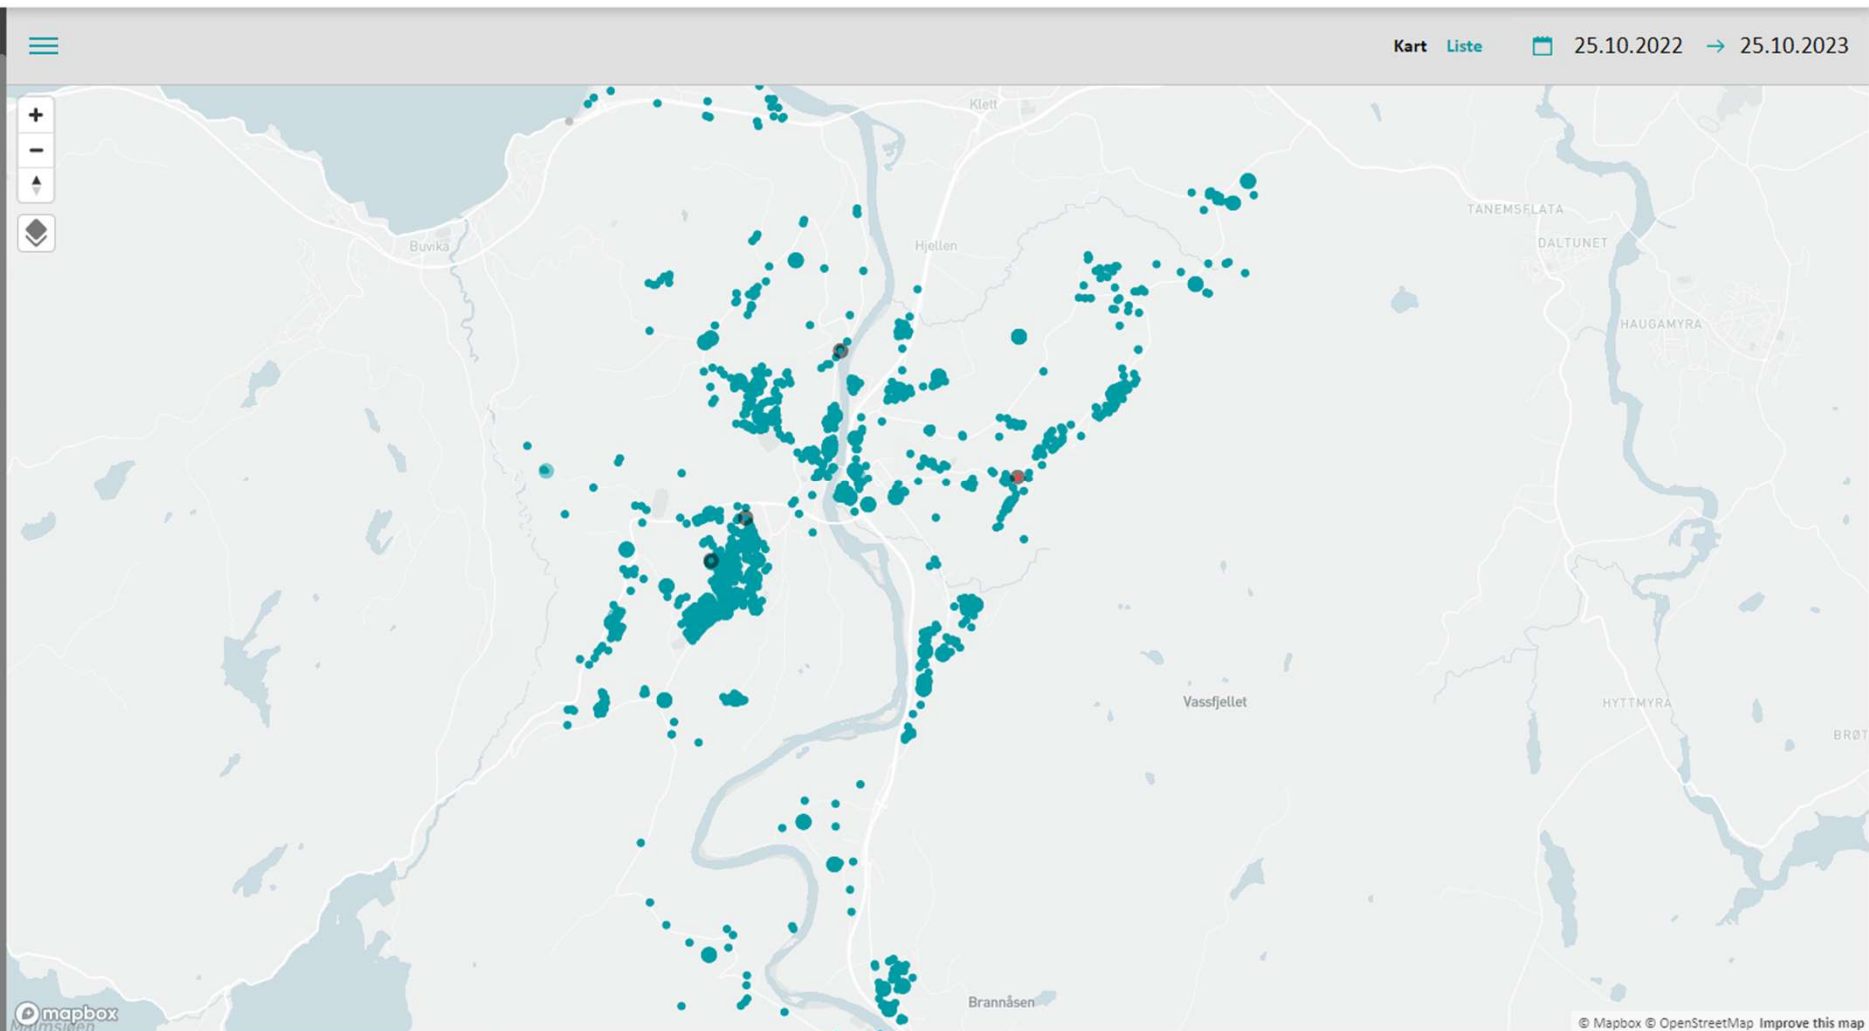 Kart Liste 25.10.2022 → 25.10.2023
Klett
TANEMSFLATA
DALTUNET
Buvika
Hjellen
HAUGAMYRA
Vassfjellet
HYTTMYRA
BRØT
Brannåsen
mapbox
© Mapbox © OpenStreetMap Improve this map